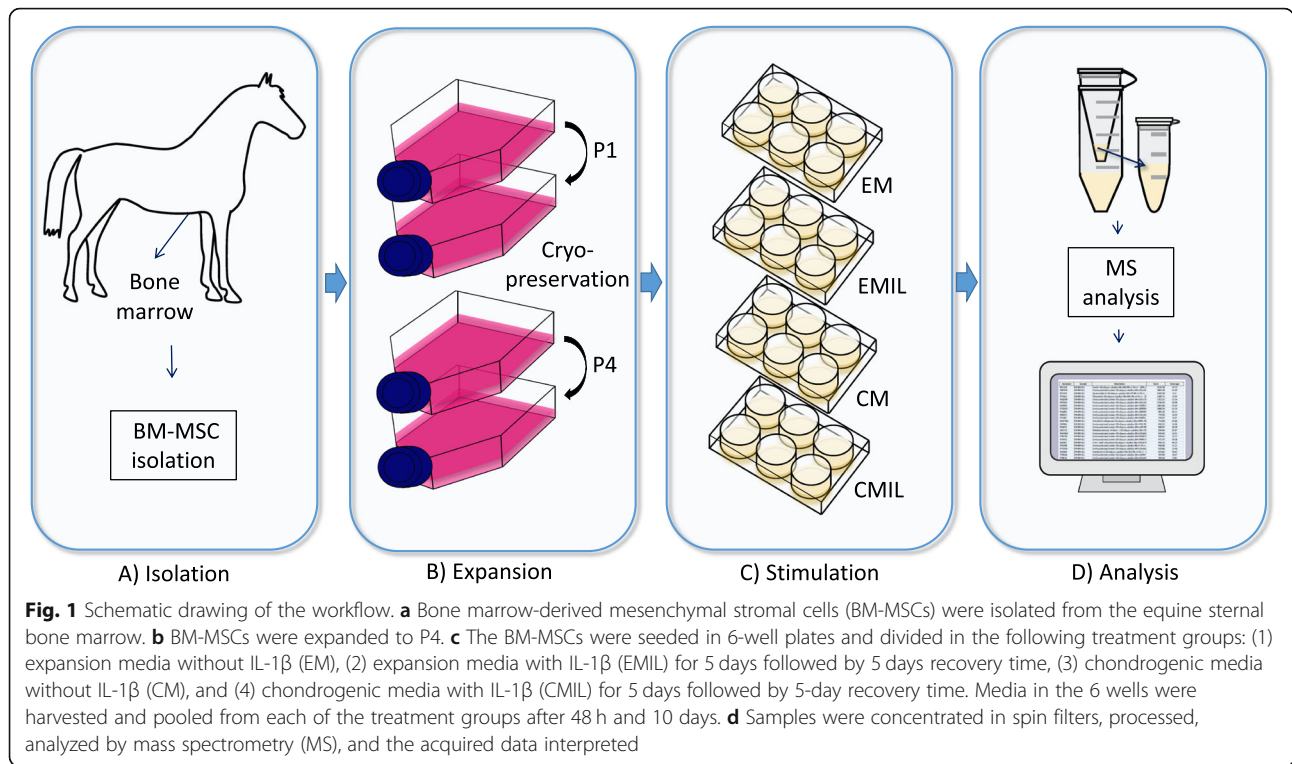 Bone
marrow
BM-MSC
isolation
A) Isolation
P1
Cryo-
preservation
P4
B) Expansion
EM
EMIL
CM
CMIL
C) Stimulation
MS
analysis
D) Analysis
Fig. 1 Schematic drawing of the workflow. a Bone marrow-derived mesenchymal stromal cells (BM-MSCs) were isolated from the equine sternal
bone marrow. b BM-MSCs were expanded to P4. c The BM-MSCs were seeded in 6-well plates and divided in the following treatment groups: (1)
expansion media without IL-1β (EM), (2) expansion media with IL-1β (EMIL) for 5 days followed by 5 days recovery time, (3) chondrogenic media
without IL-1β (CM), and (4) chondrogenic media with IL-1β (CMIL) for 5 days followed by 5-day recovery time. Media in the 6 wells were
harvested and pooled from each of the treatment groups after 48 h and 10 days. d Samples were concentrated in spin filters, processed,
analyzed by mass spectrometry (MS), and the acquired data interpreted